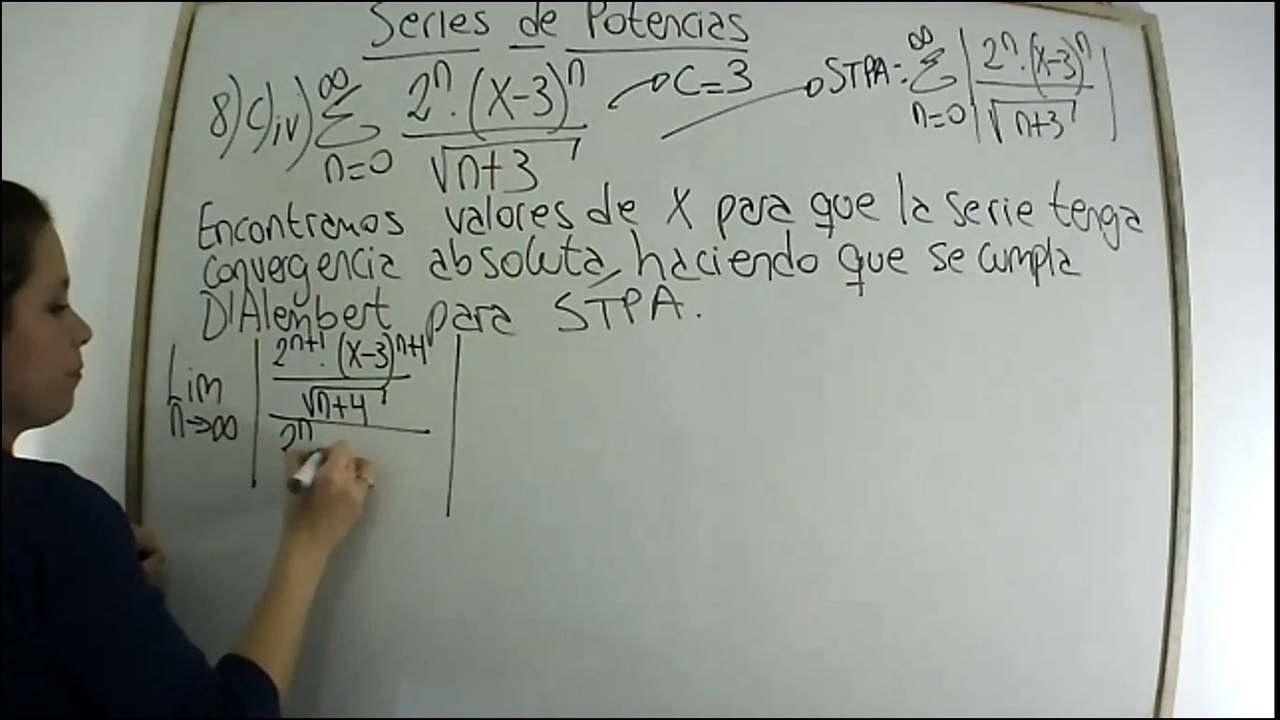 Series de Potencias
8)c)iv) ∞ Σ n=0 2ⁿ·(x-3)ⁿ / √n+3 → C=3 → STPA: ∞ Σ n=0 |2ⁿ·(x-3)ⁿ / √n+3|
Encontramos valores de x para que la serie tenga
convergencia absoluta, haciendo que se cumpla
D'Alembert para STPA.
Lim n→∞ | 2ⁿ⁺¹·(x-3)ⁿ⁺¹ / √n+4 / 2ⁿ |